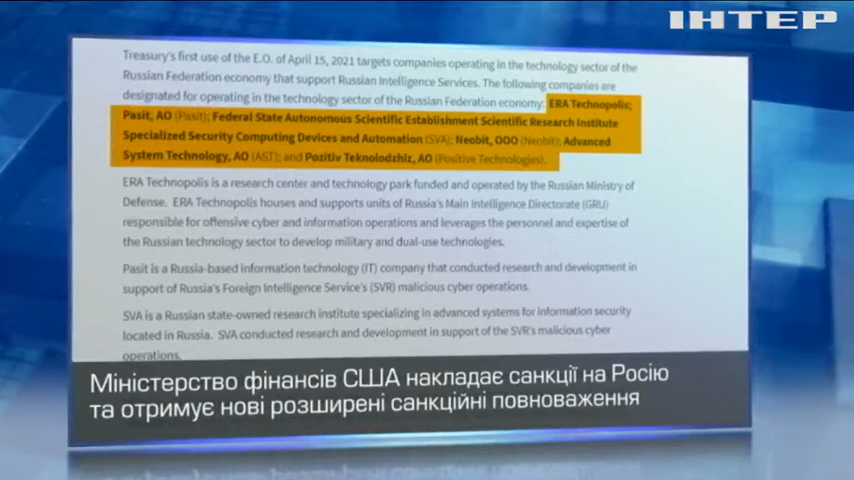 ІНТЕР
Treasury's first use of the E.O. of April 15, 2021 targets companies operating in the technology sector of the
Russian Federation economy that support Russian Intelligence Services. The following companies are
designated for operating in the technology sector of the Russian Federation economy: ERA Technopolis;
Pasit, AO (Pasit); Federal State Autonomous Scientific Establishment Scientific Research Institute
Specialized Security Computing Devices and Automation (SVA); Neobit, OOO (Neobit); Advanced
System Technology, AO (AST); and Pozitiv Teknolodzhiz, AO (Positive Technologies).
ERA Technopolis is a research center and technology park funded and operated by the Russian Ministry of
Defense. ERA Technopolis houses and supports units of Russia's Main Intelligence Directorate (GRU)
responsible for offensive cyber and information operations and leverages the personnel and expertise of
the Russian technology sector to develop military and dual-use technologies.
Pasit is a Russia-based information technology (IT) company that conducted research and development in
support of Russia's Foreign Intelligence Service's (SVR) malicious cyber operations.
SVA is a Russian state-owned research institute specializing in advanced systems for information security
located in Russia. SVA conducted research and development in support of the SVR's malicious cyber
operations.
Міністерство фінансів США накладає санкції на Росію
та отримує нові розширені санкційні повноваження